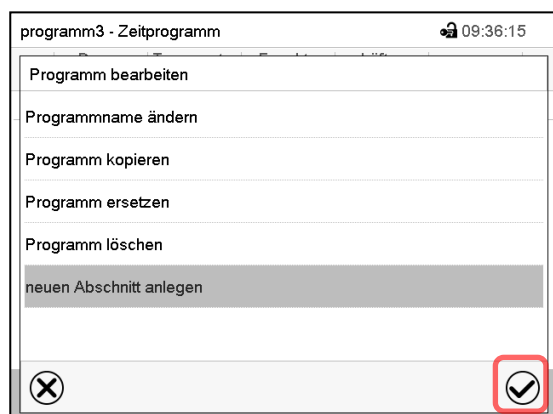 programm3 - Zeitprogramm 09:36:15
Programm bearbeiten
Programmname ändern
Programm kopieren
Programm ersetzen
Programm löschen
neuen Abschnitt anlegen